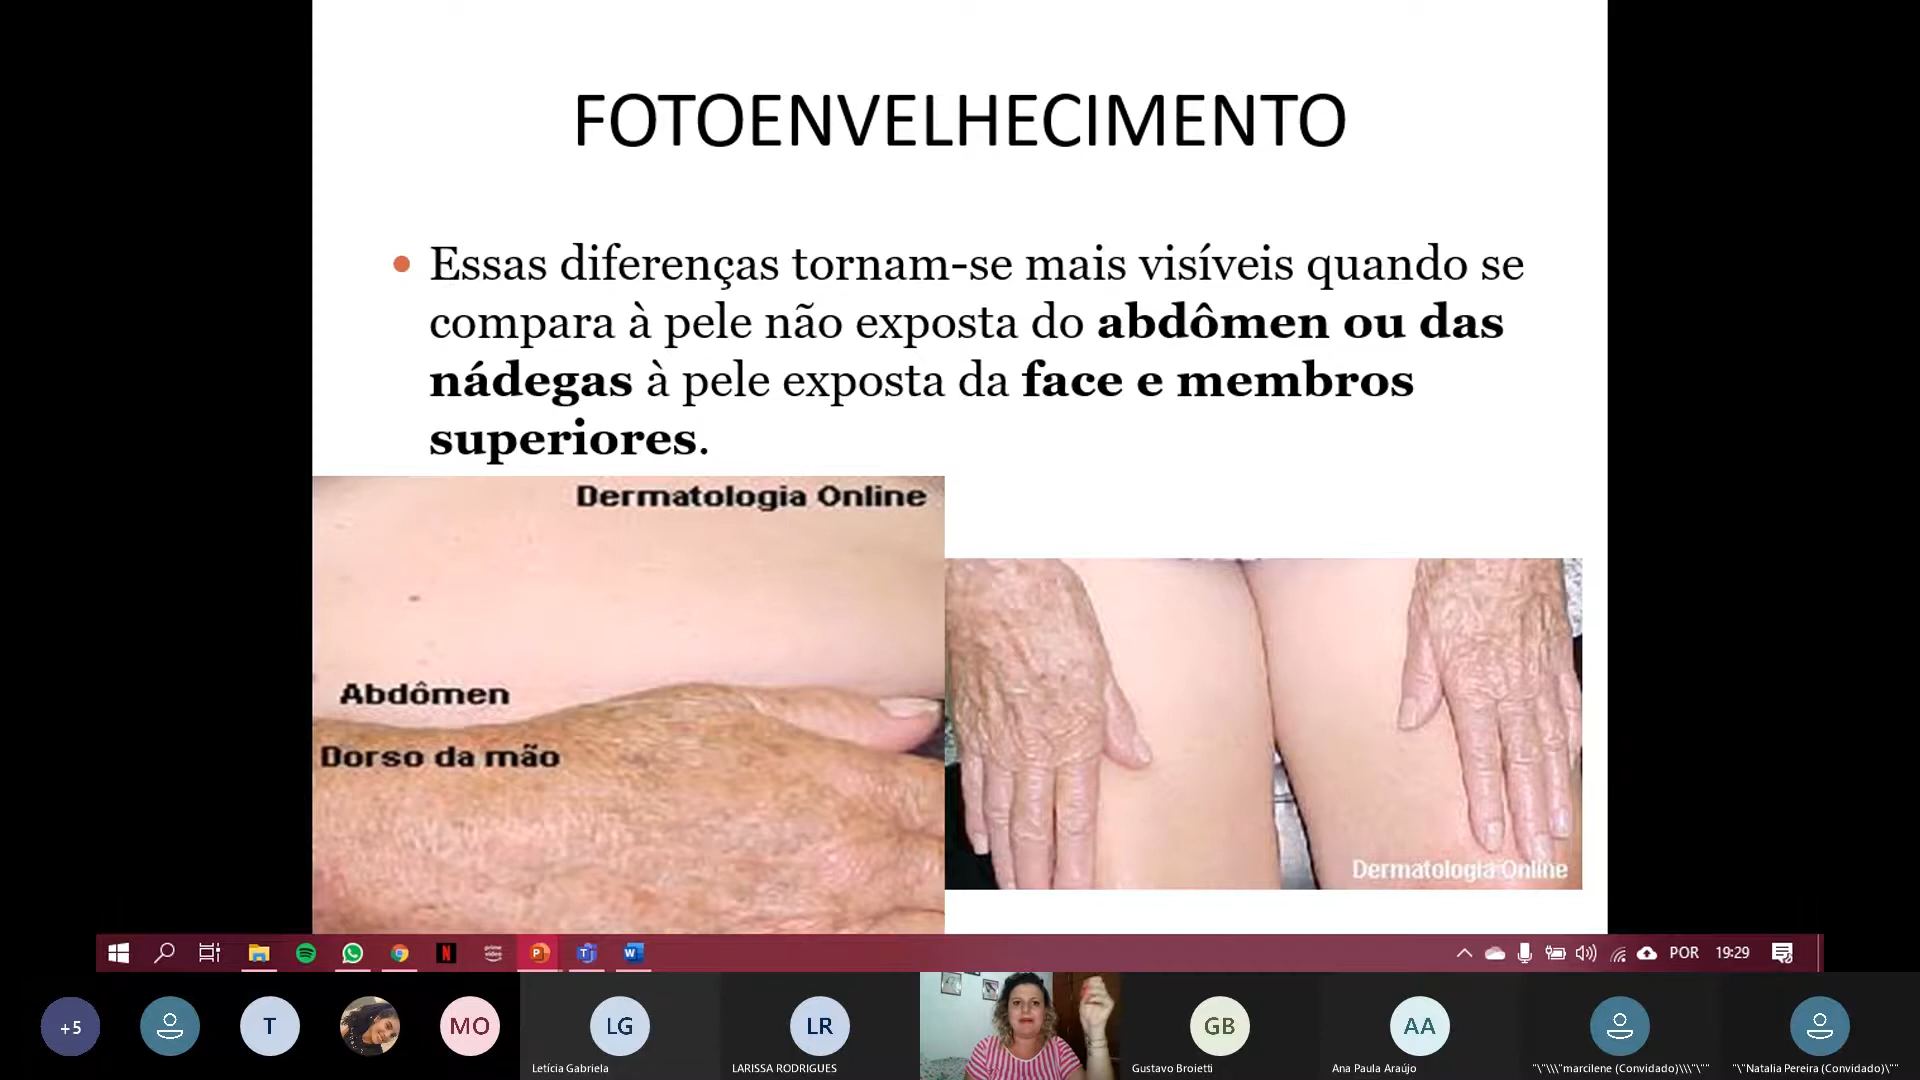 FOTOENVELHECIMENTO
• Essas diferenças tornam-se mais visíveis quando se
compara à pele não exposta do abdômen ou das
nádegas à pele exposta da face e membros
superiores.
Dermatologia Online
Abdômen
Dorso da mão
Dermatologia Online
POR 19:29
+5
T
MO
LG
LR
GB
AA
Letícia Gabriela
LARISSA RODRIGUES
Gustavo Broietti
Ana Paula Araújo
"\"\\\"marcilene (Convidado)\\\"\""
"\"Natalia Pereira (Convidado)\""